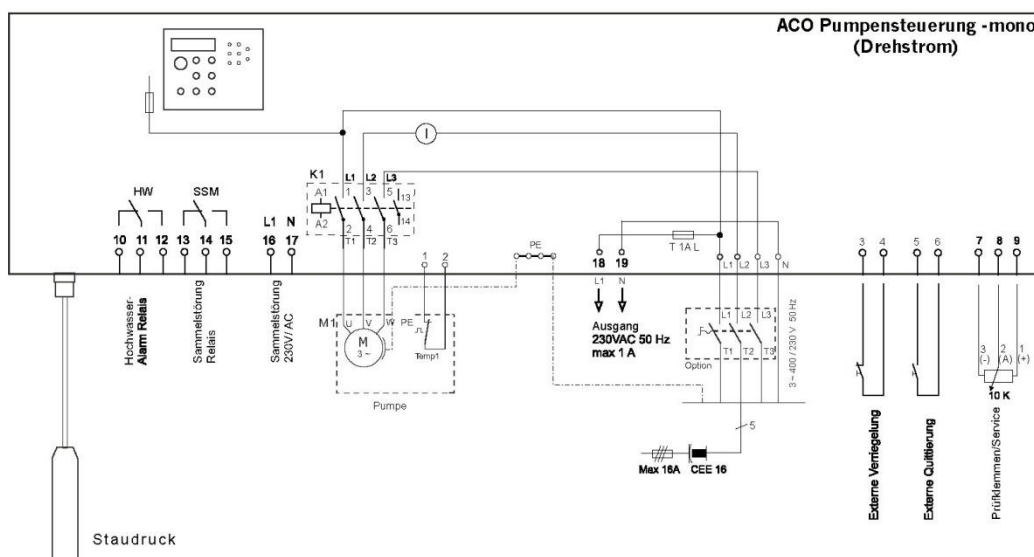 ACO Pumpensteuerung -mono
(Drehstrom)
I
K1
L1 L2 L3
A1 1 3 5 13
A2 2 4 6 14
T1 T2 T3
HW SSM
L1 N
10 11 12 13 14 15 16 17
Hochwasser-
Alarm Relais
Sammelstörung
Relais
Sammelstörung
230V/ AC
1 2
PE
M1 U V W PE
M
3 ~
Temp1
Pumpe
T 1A L
18 19
L1 N
Ausgang
230VAC 50 Hz
max 1 A
L1 L2 L3 N
L1 L2 L3
T1 T2 T3
Option
3 ~ 400 / 230 V 50 Hz
5
Max 16A CEE 16
3 4 5 6 7 8 9
Externe Verriegelung
Externe Quittierung
3 2 1
(-) (A) (+)
10 K
Prüfklemmen/Service
Staudruck